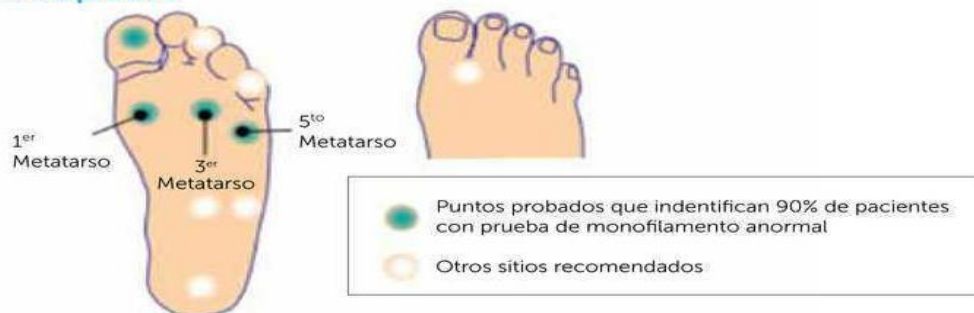 1er
Metatarso
3er
Metatarso
5to
Metatarso
Puntos probados que indentifican 90% de pacientes
con prueba de monofilamento anormal
Otros sítios recomendados